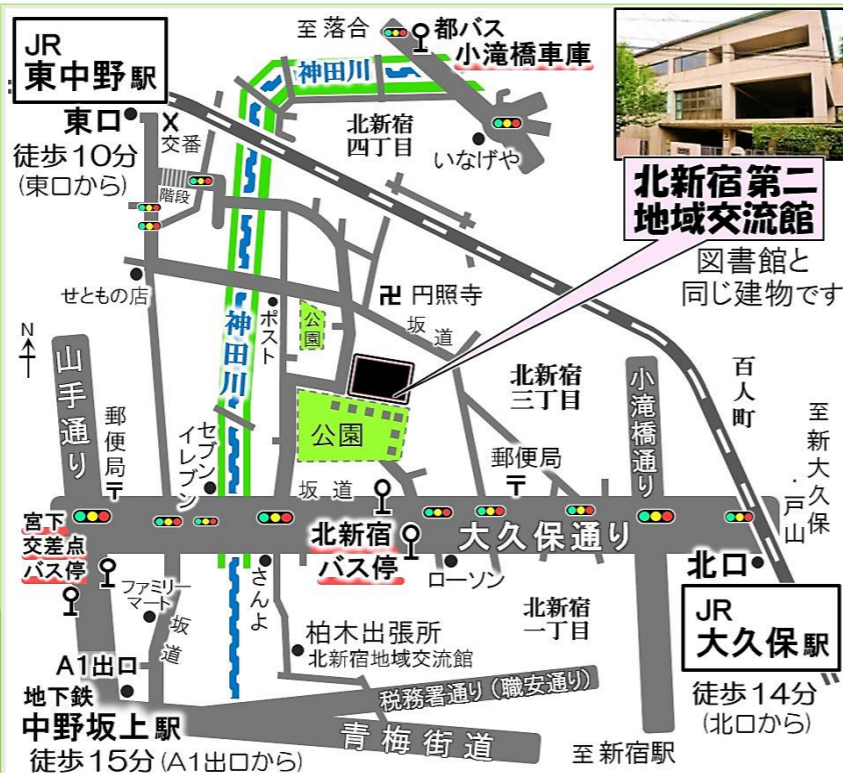 JR
東中野駅
東口
徒歩10分
(東口から)
X
交番
階段
至落合
都バス
小滝橋車庫
神田川
北新宿
四丁目
いなげや
北新宿第二
地域交流館
図書館と
同じ建物です
せともの店
ポスト
公園
卍 円照寺
坂道
神田川
N
山手通り
郵便局
〒
セブン
イレブン
公園
北新宿
三丁目
小滝橋通り
百人町
至新大久保
・戸山
郵便局
〒
坂道
宮下
交差点
バス停
北新宿
バス停
大久保通り
北口
ファミリー
マート
坂道
さんよ
ローソン
北新宿
一丁目
JR
大久保駅
徒歩14分
(北口から)
柏木出張所
北新宿地域交流館
A1出口
地下鉄
中野坂上駅
徒歩15分(A1出口から)
税務署通り(職安通り)
青梅街道
至新宿駅